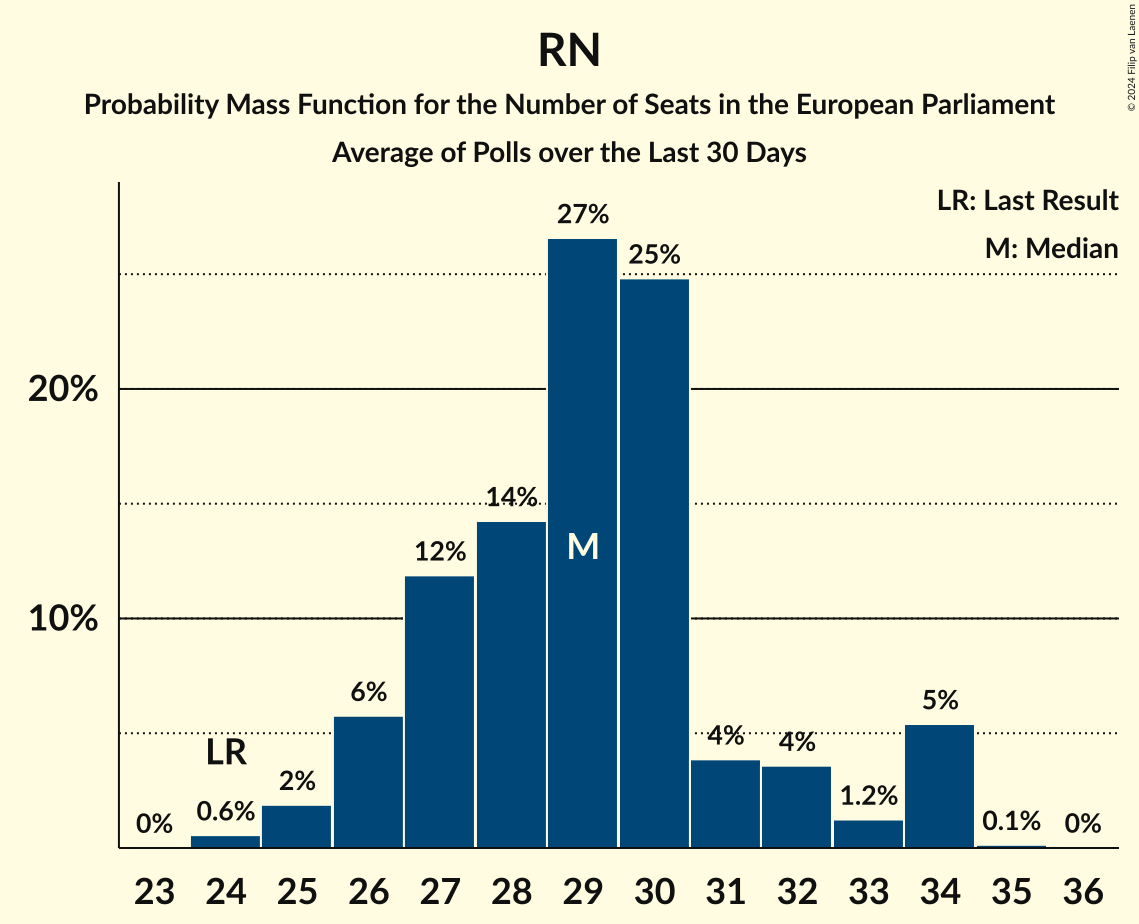 RN
Probability Mass Function for the Number of Seats in the European Parliament
Average of Polls over the Last 30 Days
© 2024 Filip van Laenen
LR: Last Result
M: Median
20%
10%
0%
0.6%
2%
6%
12%
14%
27%
25%
4%
4%
1.2%
5%
0.1%
0%
LR
M
23 24 25 26 27 28 29 30 31 32 33 34 35 36